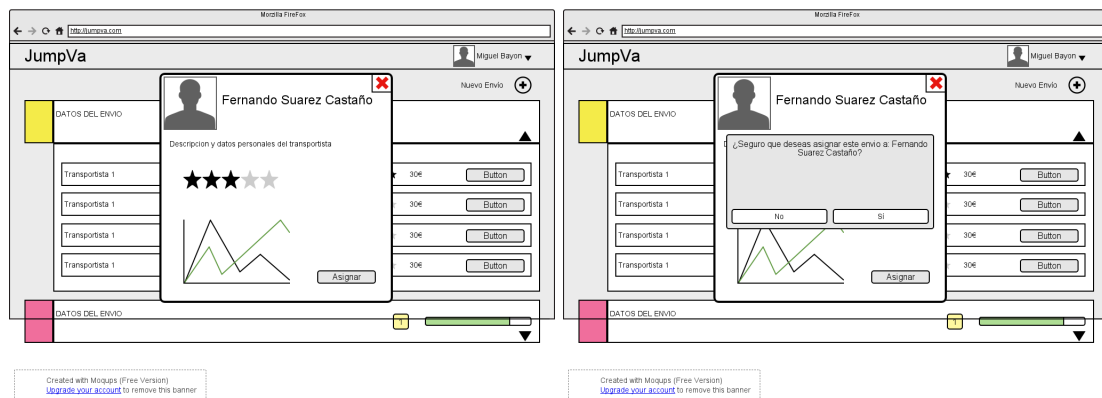 Morzilla FireFox
http://jumpva.com
JumpVa
Miguel Bayon
Nuevo Envío
Fernando Suarez Castaño
DATOS DEL ENVIO
Descripcion y datos personales del transportista
Transportista 1
30€
Button
Transportista 1
30€
Button
Transportista 1
30€
Button
Transportista 1
30€
Button
Asignar
DATOS DEL ENVIO
1
Created with Moqups (Free Version)
Upgrade your account to remove this banner
Morzilla FireFox
http://jumpva.com
JumpVa
Miguel Bayon
Nuevo Envío
Fernando Suarez Castaño
DATOS DEL ENVIO
¿Seguro que deseas asignar este envio a: Fernando
Suarez Castaño?
Transportista 1
30€
Button
Transportista 1
30€
Button
No
Sí
Transportista 1
30€
Button
Transportista 1
30€
Button
Asignar
DATOS DEL ENVIO
1
Created with Moqups (Free Version)
Upgrade your account to remove this banner